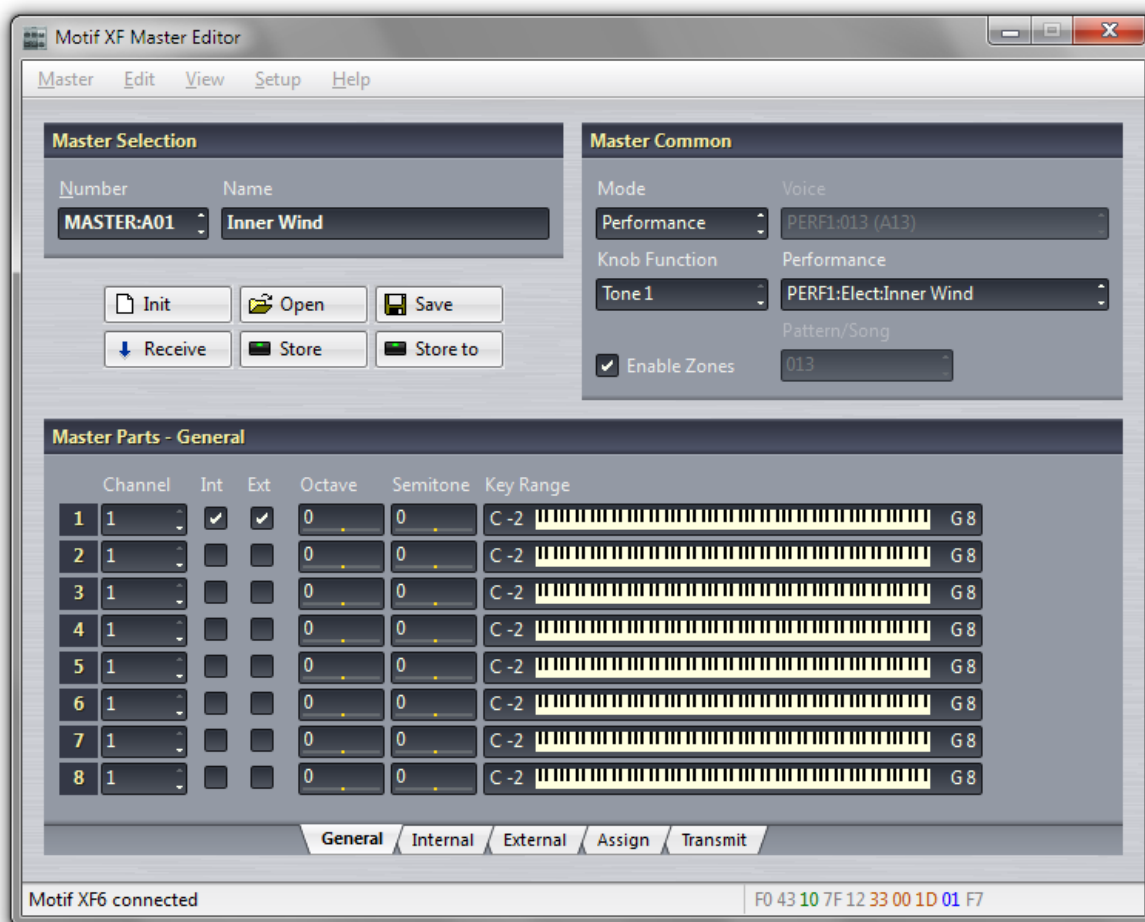 Motif XF Master Editor
Master Edit View Setup Help
Master Selection
Number Name
MASTER:A01 Inner Wind
Init Open Save
Receive Store Store to
Master Common
Mode Voice
Performance PERF1:013 (A13)
Knob Function Performance
Tone 1 PERF1:Elect:Inner Wind
Pattern/Song
Enable Zones 013
Master Parts - General
Channel Int Ext Octave Semitone Key Range
1 1 0 0 C -2 G 8
2 1 0 0 C -2 G 8
3 1 0 0 C -2 G 8
4 1 0 0 C -2 G 8
5 1 0 0 C -2 G 8
6 1 0 0 C -2 G 8
7 1 0 0 C -2 G 8
8 1 0 0 C -2 G 8
General Internal External Assign Transmit
Motif XF6 connected F0 43 10 7F 12 33 00 1D 01 F7